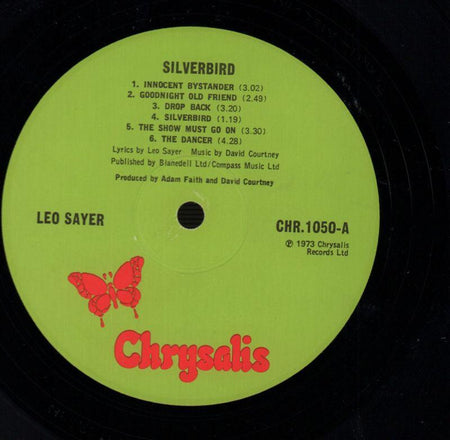 SILVERBIRD
1. INNOCENT BYSTANDER (3.02)
2. GOODNIGHT OLD FRIEND (2.49)
3. DROP BACK (3.20)
4. SILVERBIRD (1.19)
5. THE SHOW MUST GO ON (3.30)
6. THE DANCER (4.28)
Lyrics by Leo Sayer Music by David Courtney
Published by Blanedell Ltd/Compass Music Ltd
Produced by Adam Faith and David Courtney
LEO SAYER
CHR.1050-A
℗ 1973 Chrysalis
Records Ltd
Chrysalis